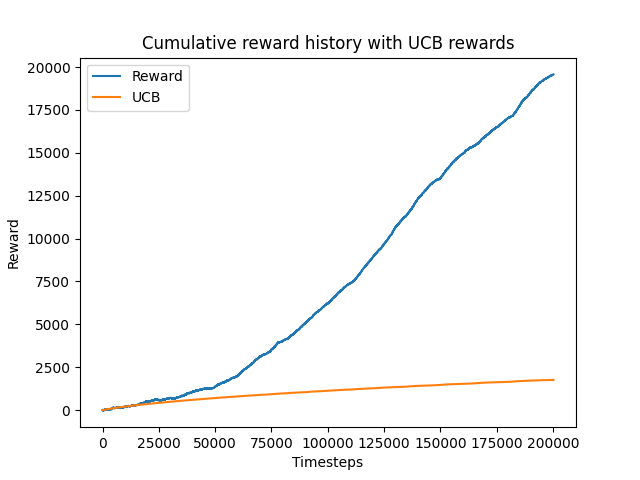 Cumulative reward history with UCB rewards
Reward
UCB
20000
17500
15000
12500
10000
7500
5000
2500
0
Reward
0 25000 50000 75000 100000 125000 150000 175000 200000
Timesteps